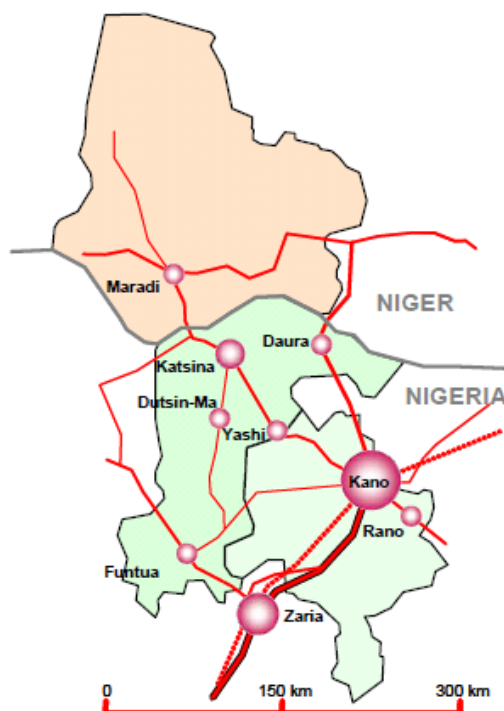 Maradi
NIGER
Daura
Katsina
NIGERIA
Dutsin-Ma
Yashi
Kano
Rano
Funtua
Zaria
0 150 km 300 km